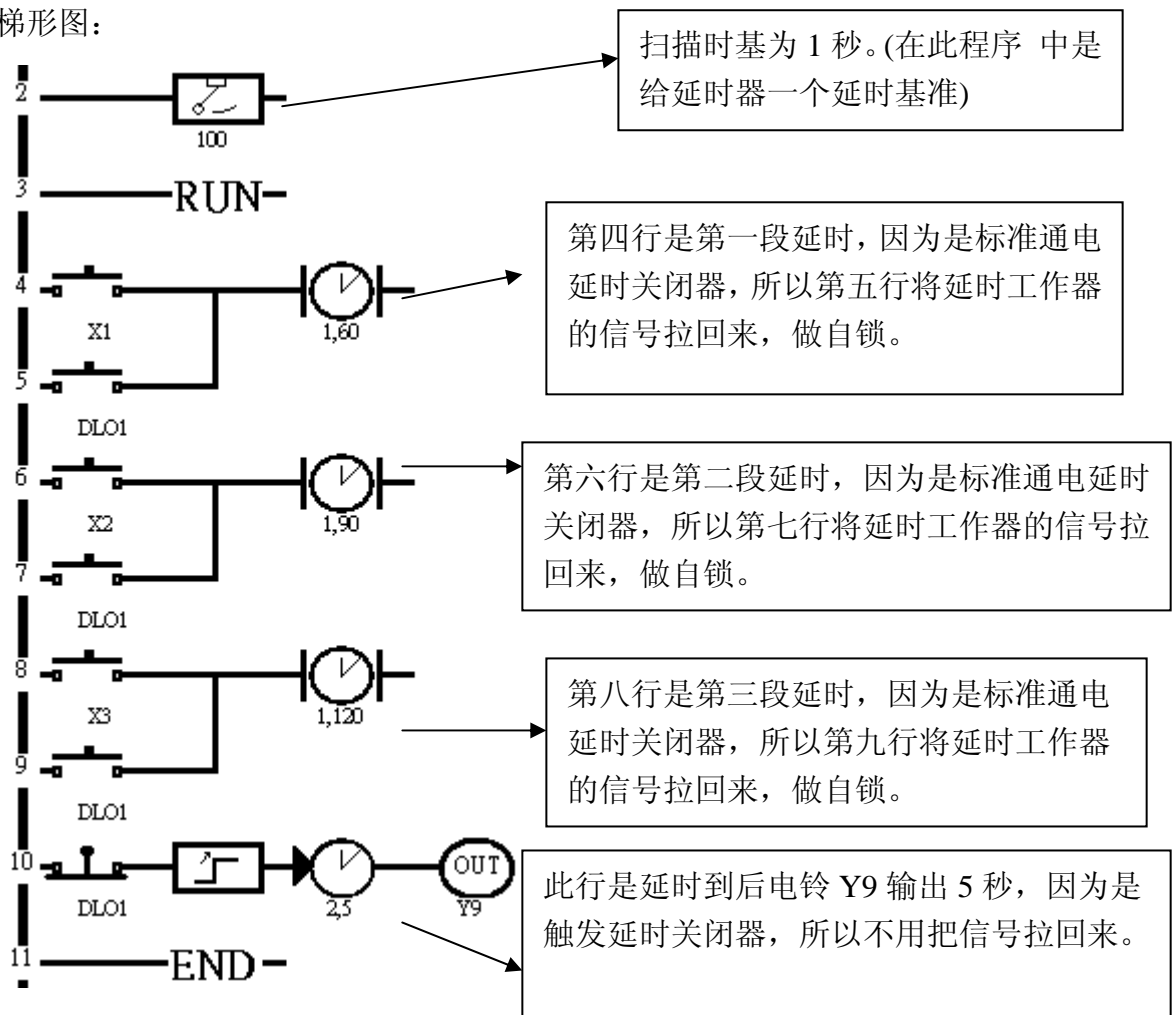 梯形图：
扫描时基为 1 秒。(在此程序 中是
给延时器一个延时基准)
2
100
3
RUN
第四行是第一段延时，因为是标准通电
延时关闭器，所以第五行将延时工作器
的信号拉回来，做自锁。
4
X1
1,60
5
DLO1
第六行是第二段延时，因为是标准通电延时
关闭器，所以第七行将延时工作器的信号拉
回来，做自锁。
6
X2
1,90
7
DLO1
第八行是第三段延时，因为是标准通电
延时关闭器，所以第九行将延时工作器
的信号拉回来，做自锁。
8
X3
1,120
9
DLO1
10
OUT
DLO1
2,5
Y9
此行是延时到后电铃 Y9 输出 5 秒，因为是
触发延时关闭器，所以不用把信号拉回来。
11
END